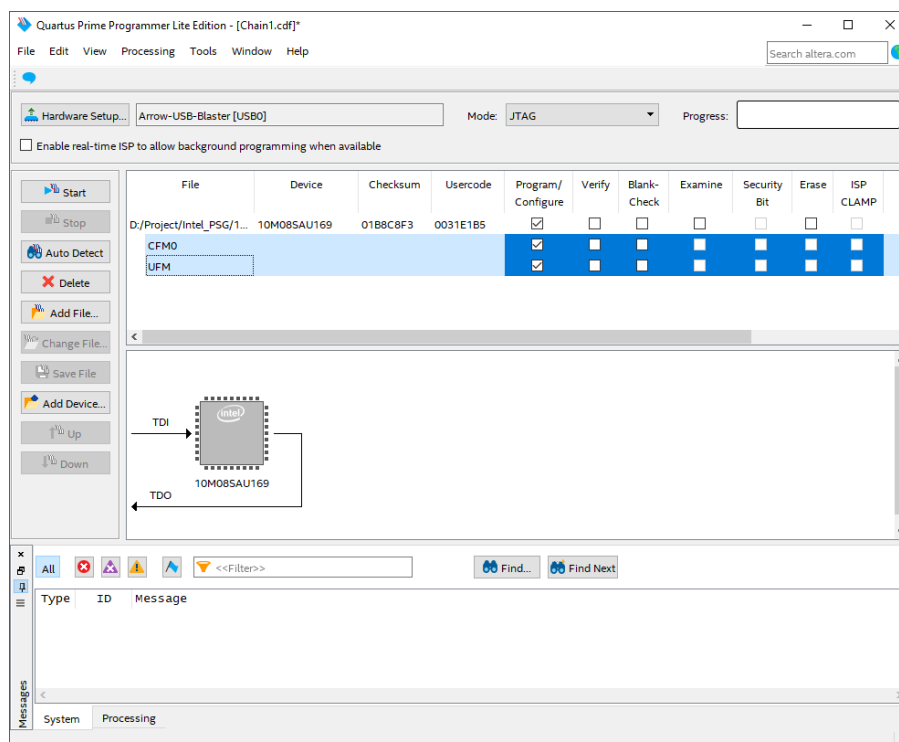 Quartus Prime Programmer Lite Edition - [Chain1.cdf]*
File Edit View Processing Tools Window Help
Search altera.com
Hardware Setup... Arrow-USB-Blaster [USB0] Mode: JTAG Progress:
Enable real-time ISP to allow background programming when available
Start
Stop
Auto Detect
Delete
Add File...
Change File...
Save File
Add Device...
Up
Down
File Device Checksum Usercode Program/ Verify Blank- Examine Security Erase ISP
Configure Check Bit CLAMP
D:/Project/Intel_PSG/1... 10M08SAU169 01B8C8F3 0031E1B5
CFM0
UFM
intel
TDI
10M08SAU169
TDO
All <<Filter>> Find... Find Next
Type ID Message
Messages
System Processing